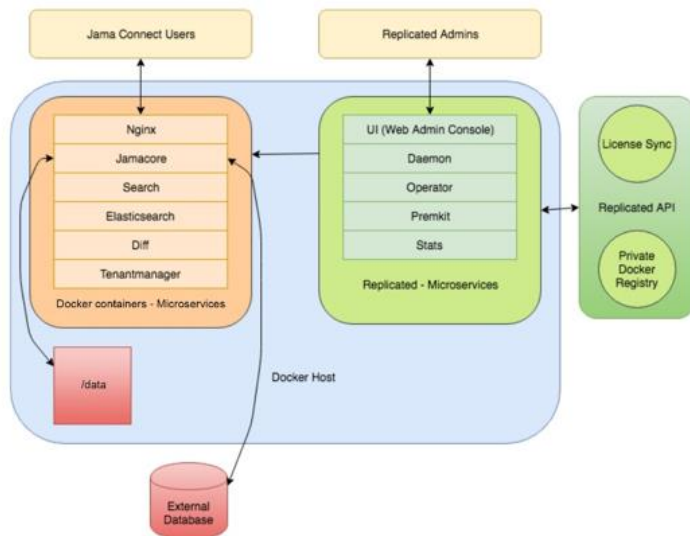 Jama Connect Users
Replicated Admins
Nginx
Jamacore
Search
Elasticsearch
Diff
Tenantmanager
Docker containers - Microservices
UI (Web Admin Console)
Daemon
Operator
Premkit
Stats
Replicated - Microservices
License Sync
Replicated API
Private
Docker
Registry
/data
Docker Host
External
Database